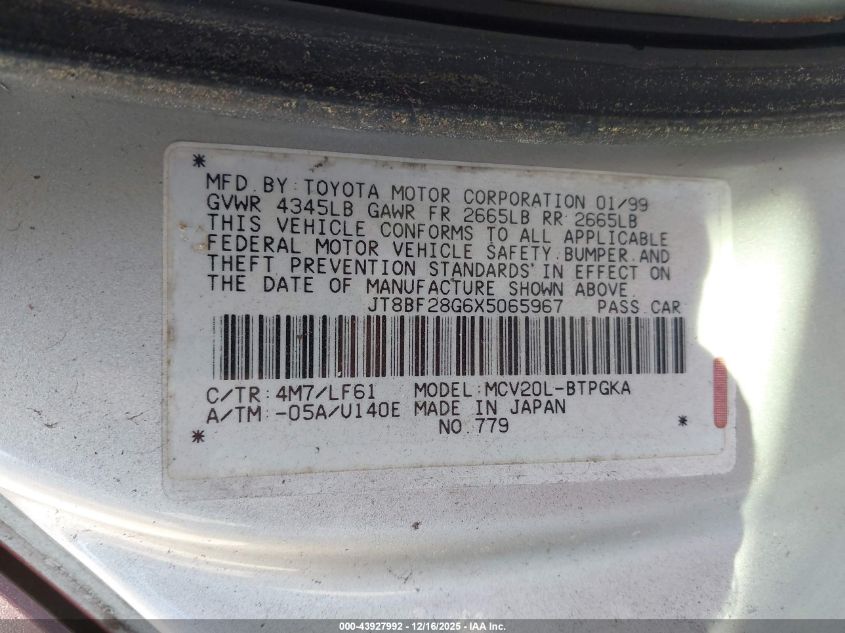 *
MFD. BY: TOYOTA MOTOR CORPORATION 01/99
GVWR 4345LB GAWR FR 2665LB RR 2665LB
THIS VEHICLE CONFORMS TO ALL APPLICABLE
FEDERAL MOTOR VEHICLE SAFETY, BUMPER, AND
THEFT PREVENTION STANDARDS IN EFFECT ON
THE DATE OF MANUFACTURE SHOWN ABOVE.
JT8BF28G6X5065967 PASS. CAR
C/TR: 4M7/LF61 MODEL: MCV20L-BTPGKA
A/TM: -05A/U140E MADE IN JAPAN
* NO. 779 *
000-43927992 | 12/16/2025 - IAA Inc.